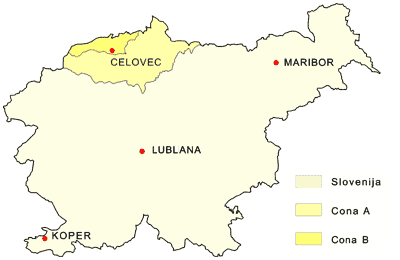 CELOVEC
MARIBOR
LUBLANA
KOPER
Slovenija
Cona A
Cona B